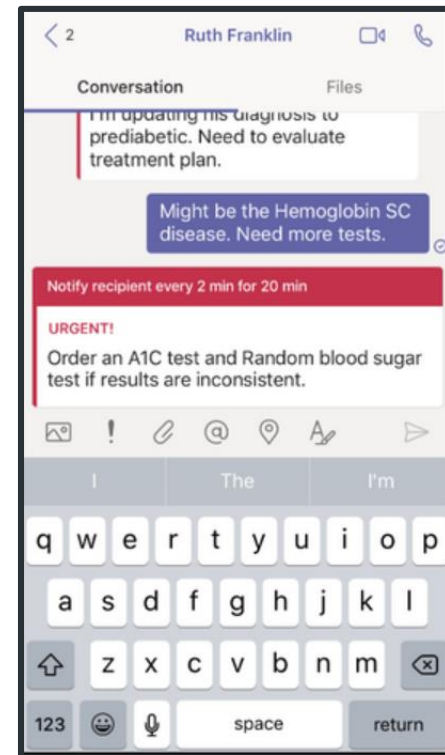 2 Ruth Franklin
Conversation Files
I'm updating his diagnosis to
prediabetic. Need to evaluate
treatment plan.
Might be the Hemoglobin SC
disease. Need more tests.
Notify recipient every 2 min for 20 min
URGENT!
Order an A1C test and Random blood sugar
test if results are inconsistent.
I The I'm
q w e r t y u i o p
a s d f g h j k l
z x c v b n m
123 space return